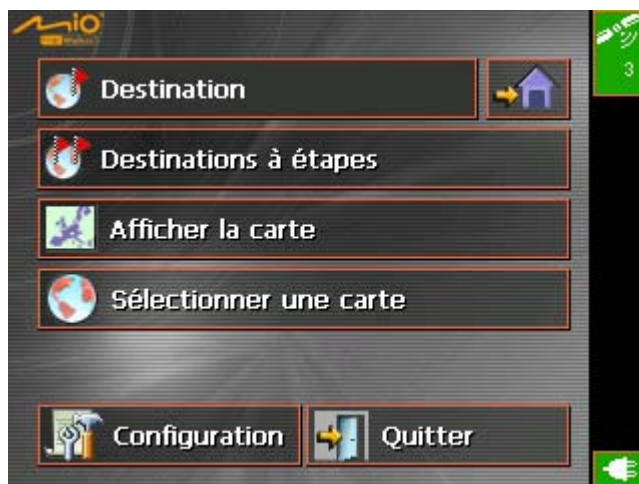 Mio
Destination
3
Destinations à étapes
Afficher la carte
Sélectionner une carte
Configuration
Quitter